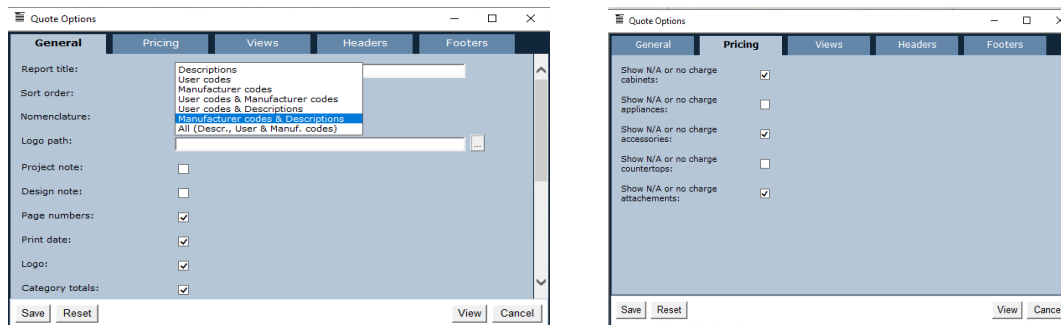 Quote Options
General Pricing Views Headers Footers
Report title:
Descriptions
User codes
Sort order:
Manufacturer codes
User codes & Manufacturer codes
Nomenclature:
User codes & Descriptions
Manufacturer codes & Descriptions
All (Descr., User & Manuf. codes)
Logo path:
...
Project note:
Design note:
Page numbers:
Print date:
Logo:
Category totals:
Save Reset View Cancel
Quote Options
General Pricing Views Headers Footers
Show N/A or no charge
cabinets:
Show N/A or no charge
appliances:
Show N/A or no charge
accessories:
Show N/A or no charge
countertops:
Show N/A or no charge
attachements:
Save Reset View Cance